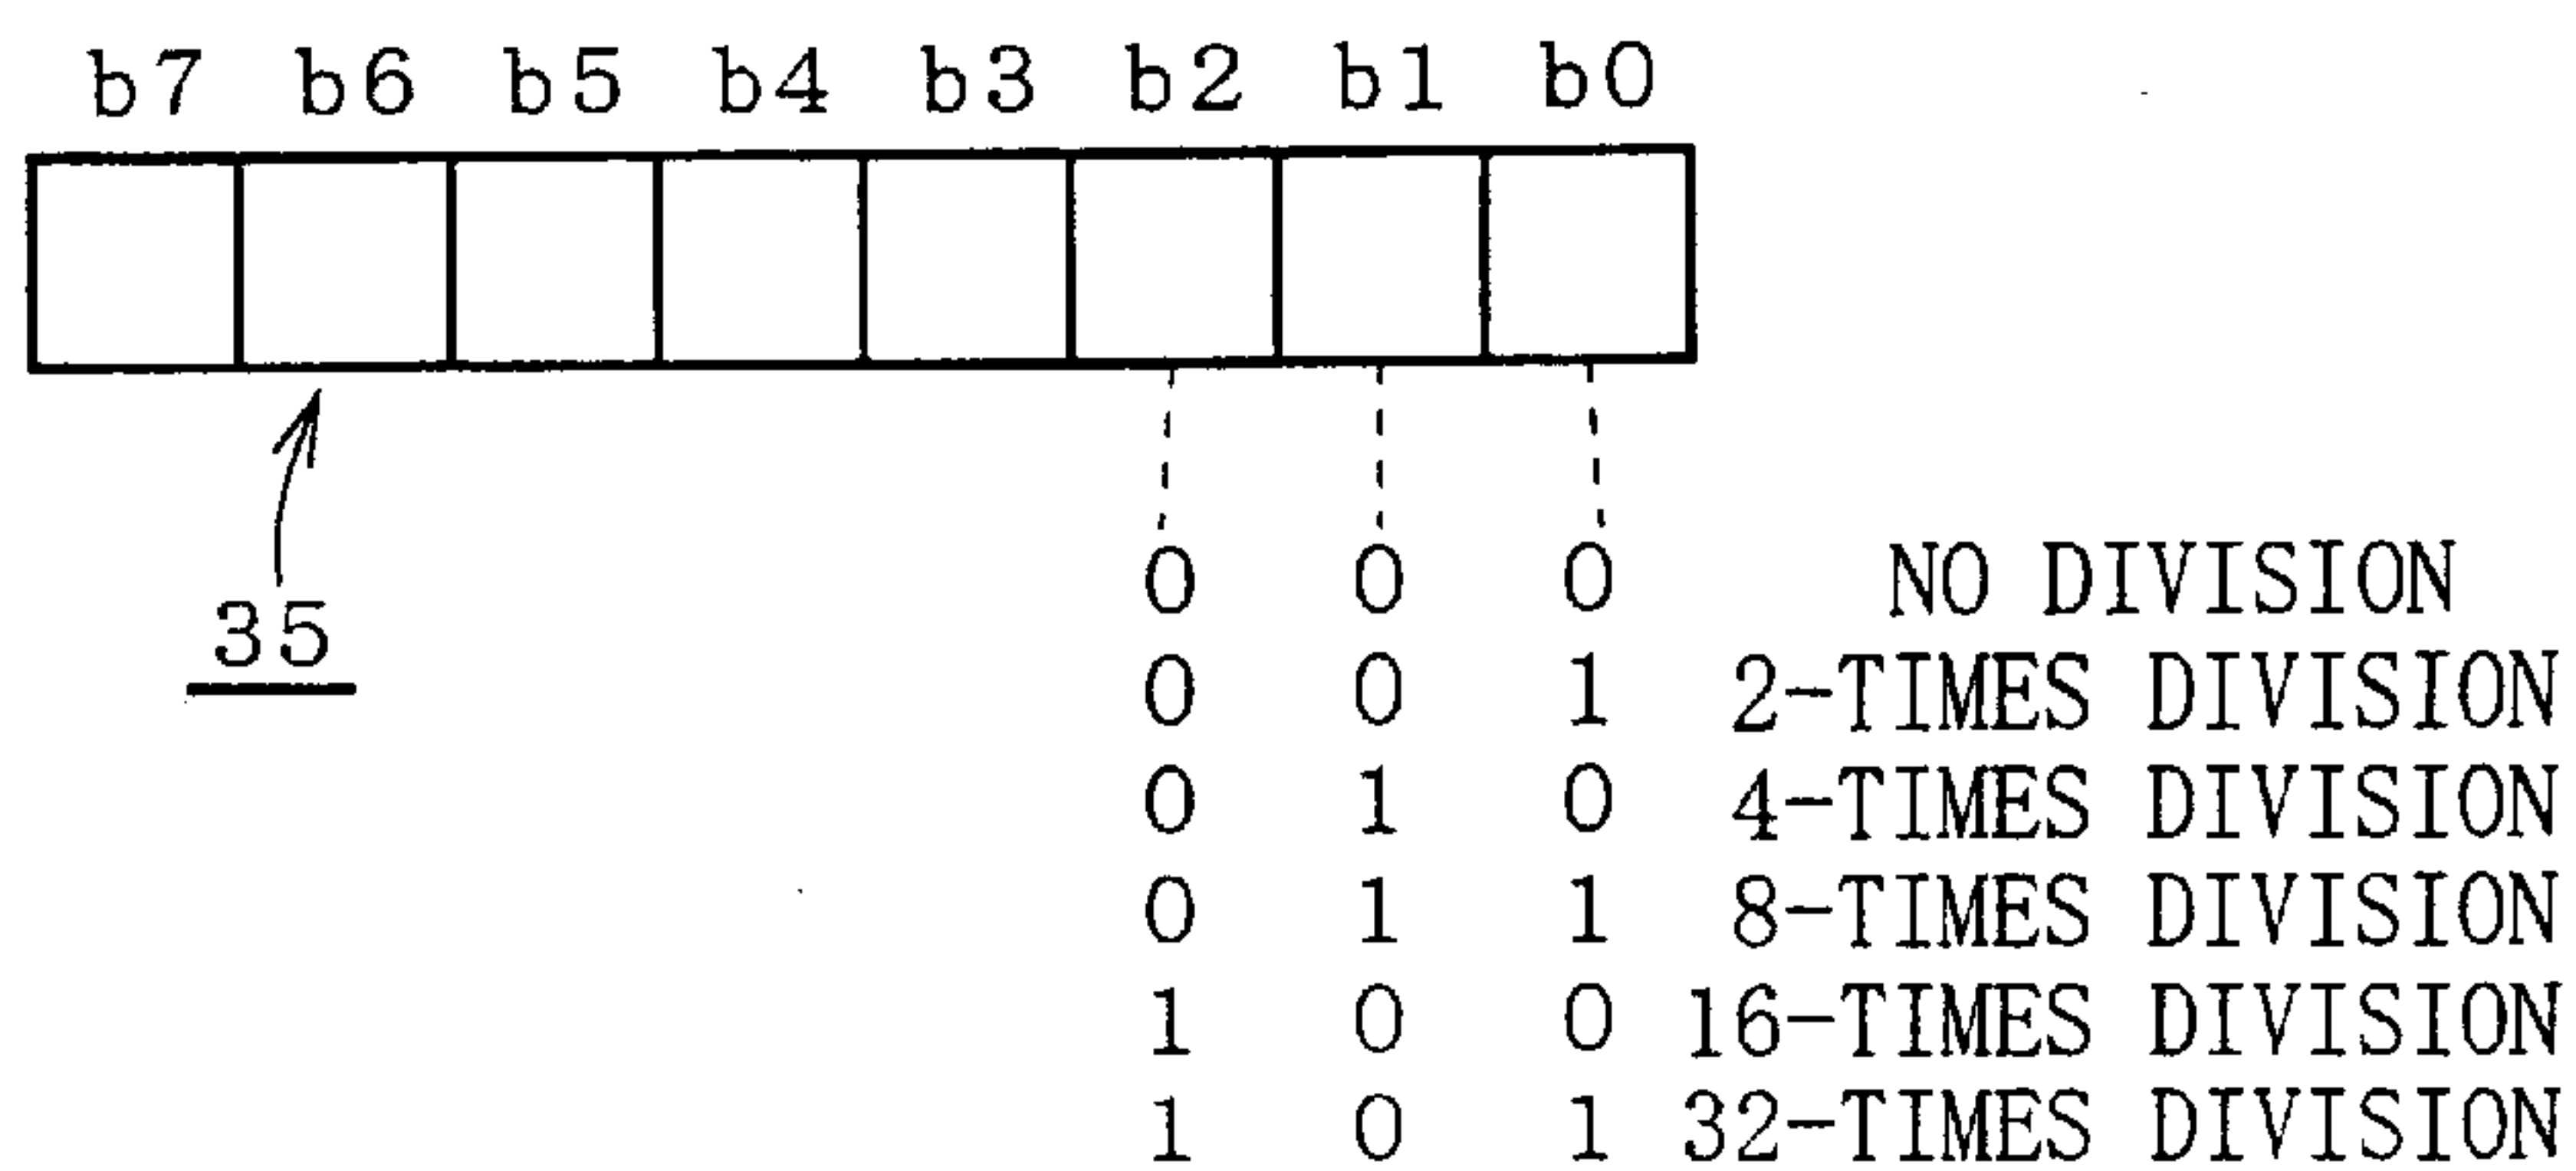 b7 b6 b5 b4 b3 b2 b1 b0
0 0 0 NO DIVISION
35
0 0 1 2-TIMES DIVISION
0 1 0 4-TIMES DIVISION
0 1 1 8-TIMES DIVISION
1 0 0 16-TIMES DIVISION
1 0 1 32-TIMES DIVISION